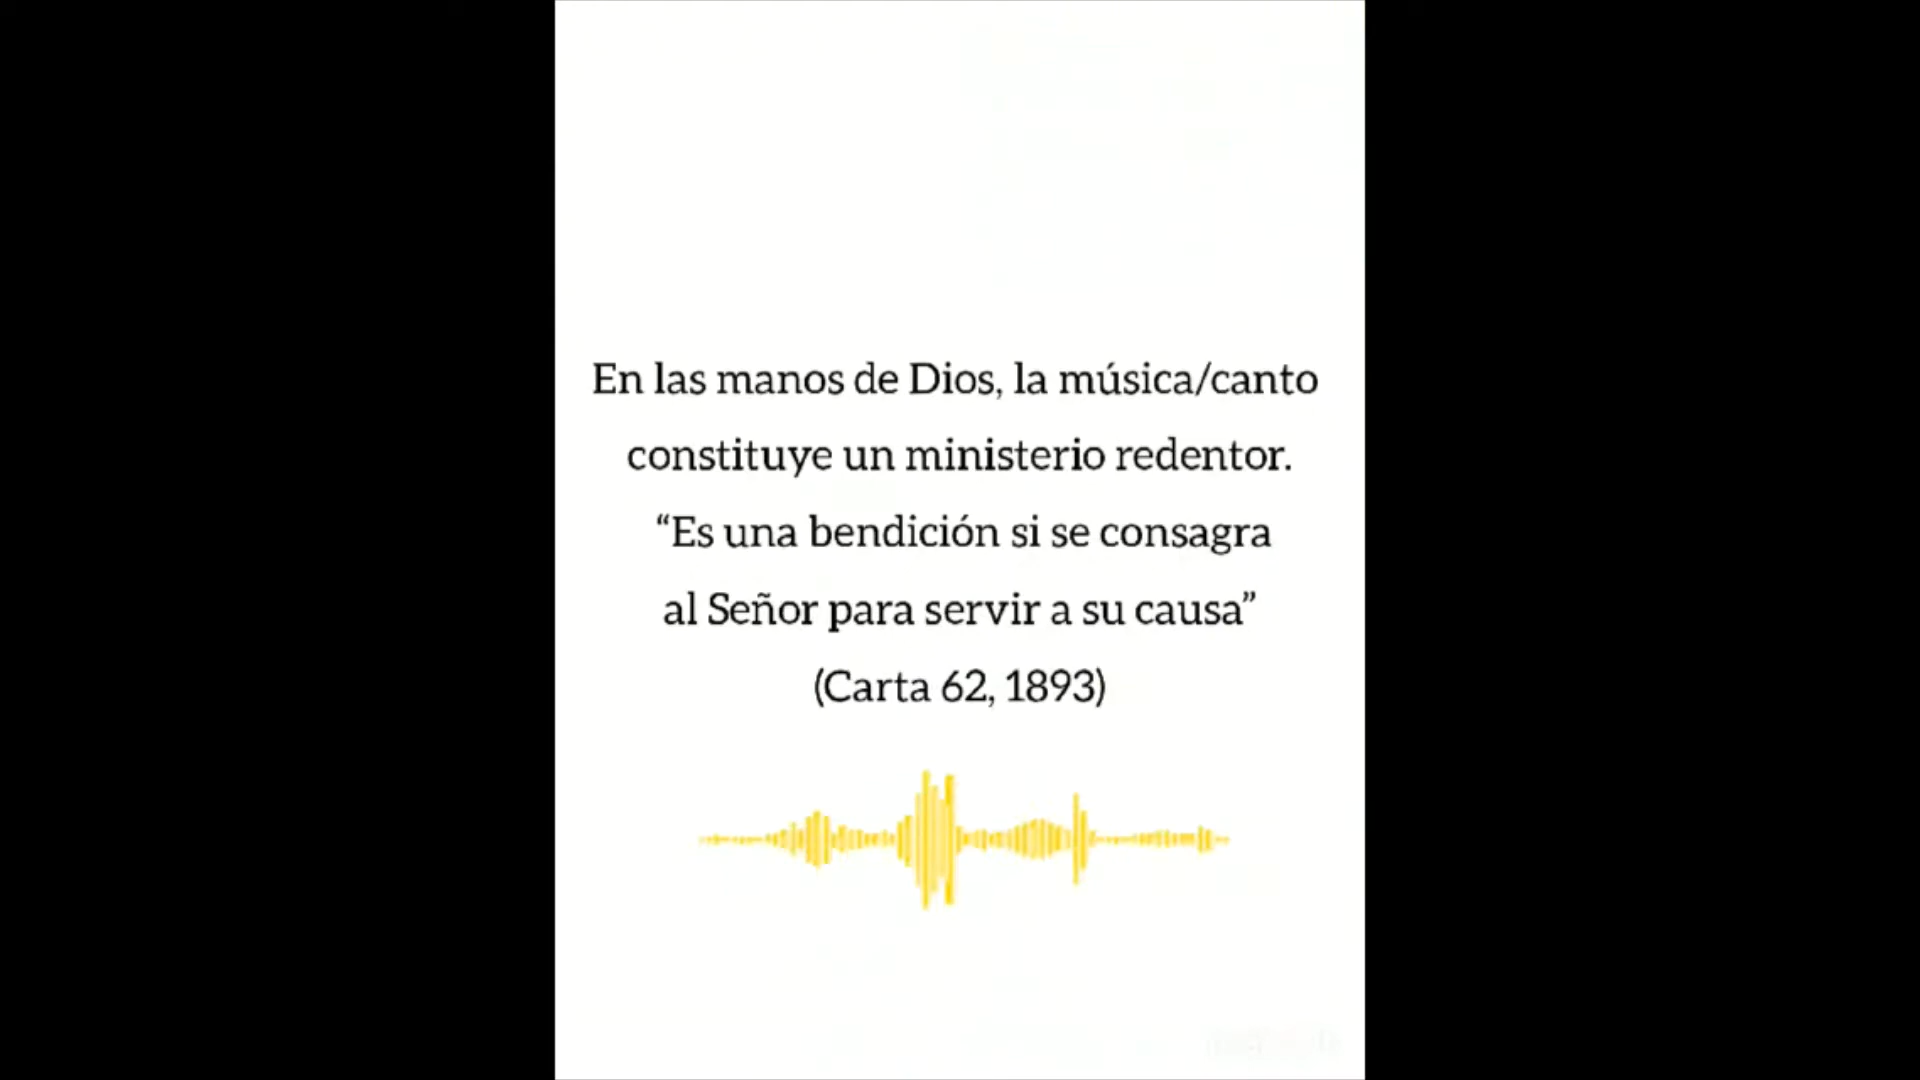 En las manos de Dios, la música/canto
constituye un ministerio redentor.
“Es una bendición si se consagra
al Señor para servir a su causa”
(Carta 62, 1893)